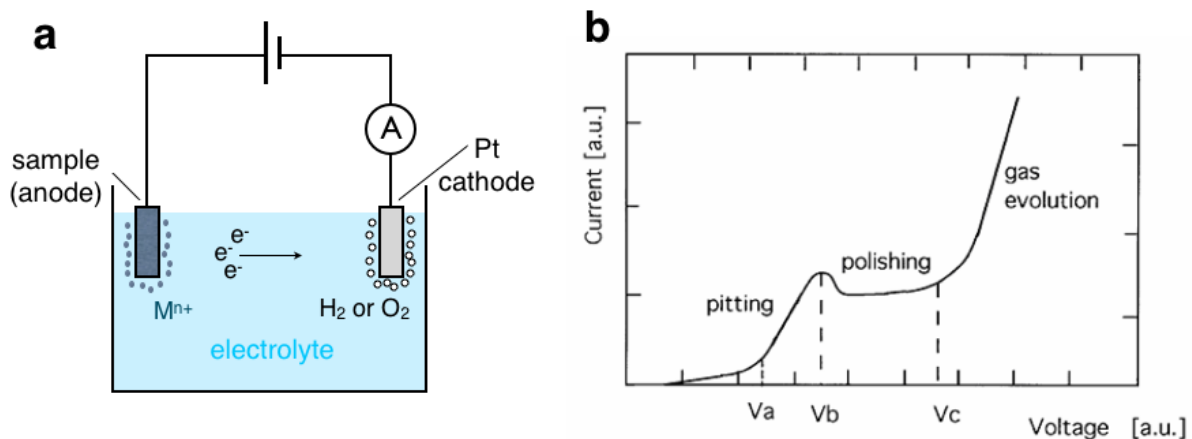 a
A
sample
(anode)
Pt
cathode
e-
e-
e-
Mⁿ⁺
H₂ or O₂
electrolyte
b
Current [a.u.]
pitting
polishing
gas
evolution
Va
Vb
Vc
Voltage [a.u.]